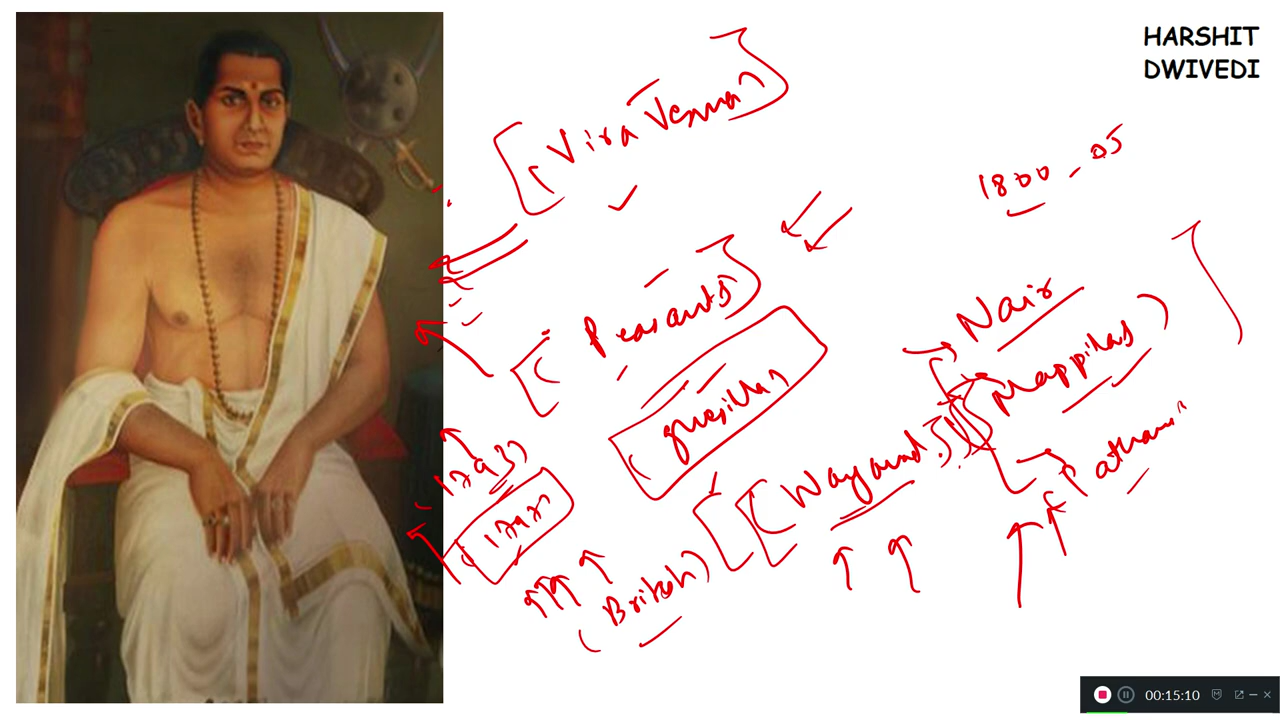 HARSHIT
DWIVEDI
(Vira Verma)
1800-05
(Peasants)
Nair
Mappilas)
guerilla
Pathans
(Wayanad)
(1793)
(1797
(British)
00:15:10